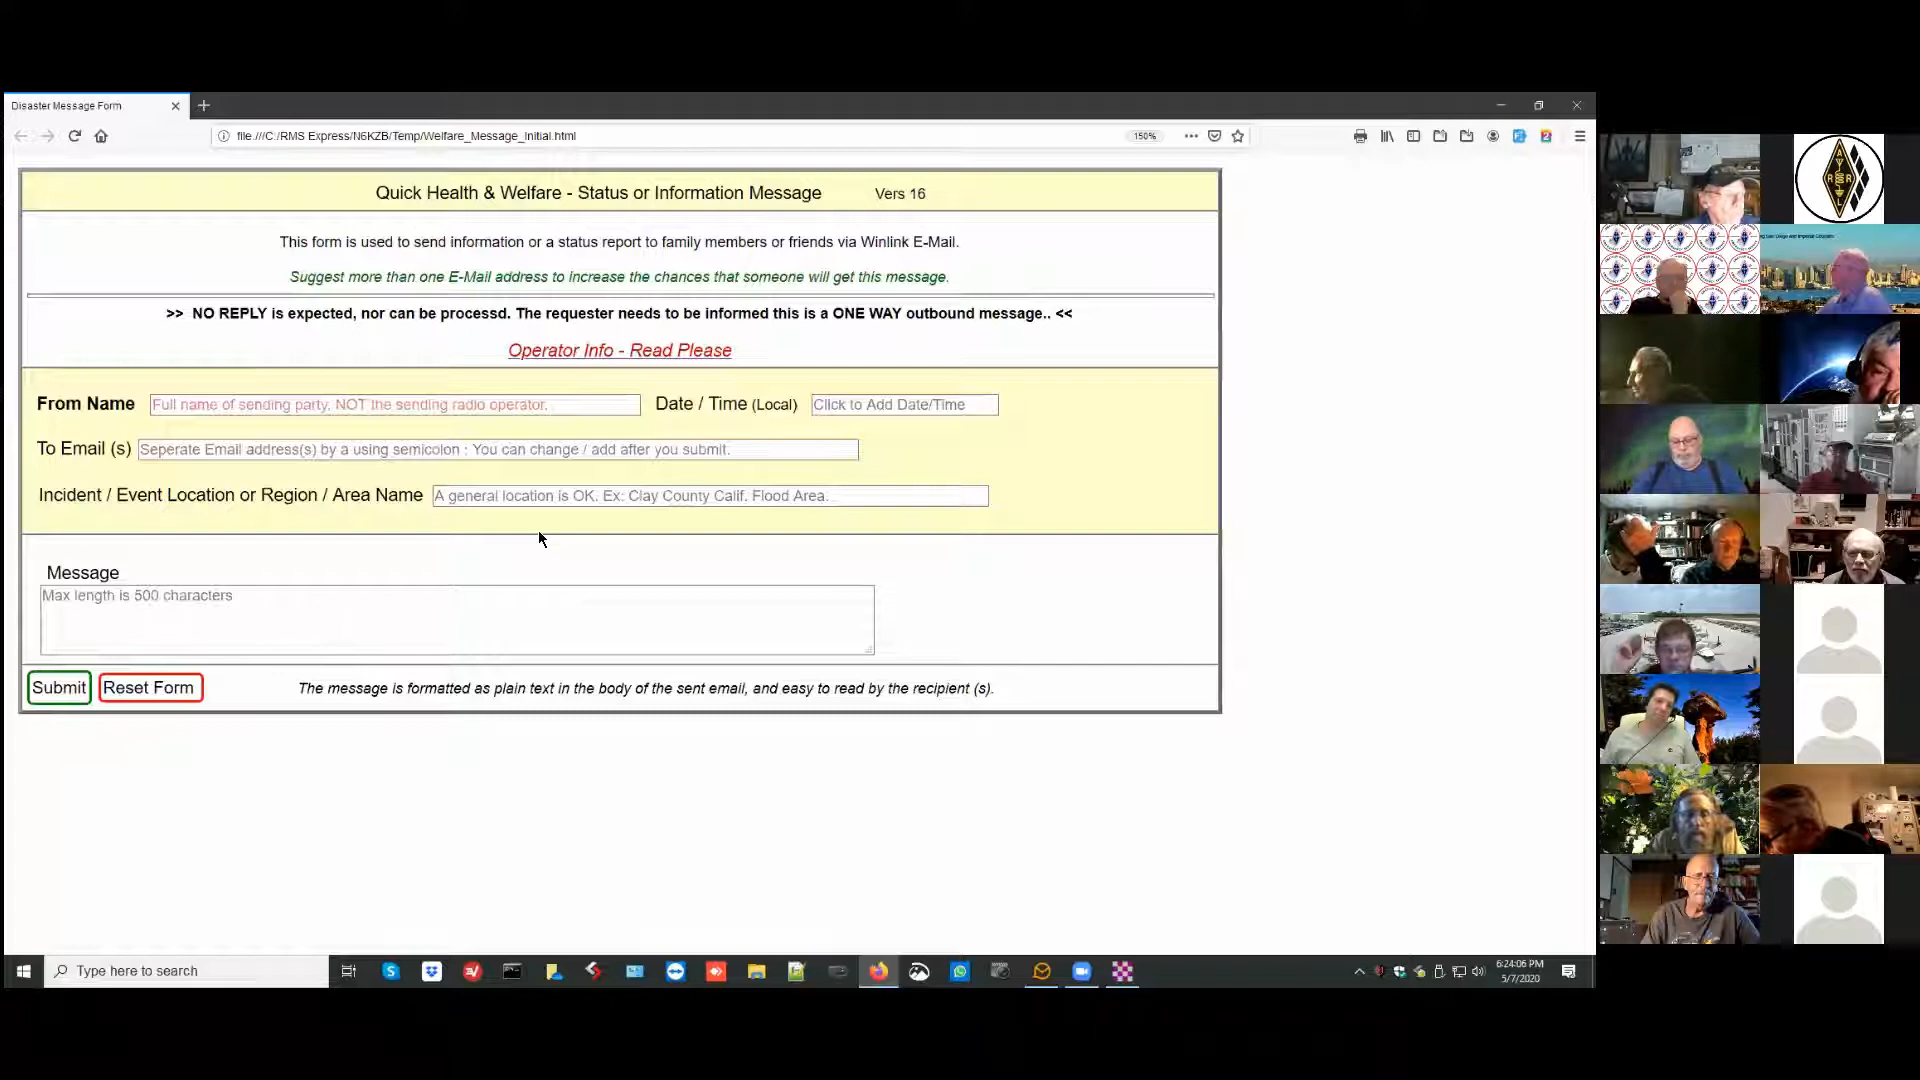 Disaster Message Form
file:///C:/RMS Express/N6KZB/Temp/Welfare_Message_Initial.html
150%
Quick Health & Welfare - Status or Information Message Vers 16
This form is used to send information or a status report to family members or friends via Winlink E-Mail.
Suggest more than one E-Mail address to increase the chances that someone will get this message.
>> NO REPLY is expected, nor can be processd. The requester needs to be informed this is a ONE WAY outbound message.. <<
Operator Info - Read Please
From Name Full name of sending party. NOT the sending radio operator. Date / Time (Local) Click to Add Date/Time
To Email (s) Seperate Email address(s) by a using semicolon : You can change / add after you submit.
Incident / Event Location or Region / Area Name A general location is OK. Ex: Clay County Calif. Flood Area.
Message
Max length is 500 characters
Submit Reset Form The message is formatted as plain text in the body of the sent email, and easy to read by the recipient (s).
Type here to search
6:24:06 PM
5/7/2020
A
R R
L